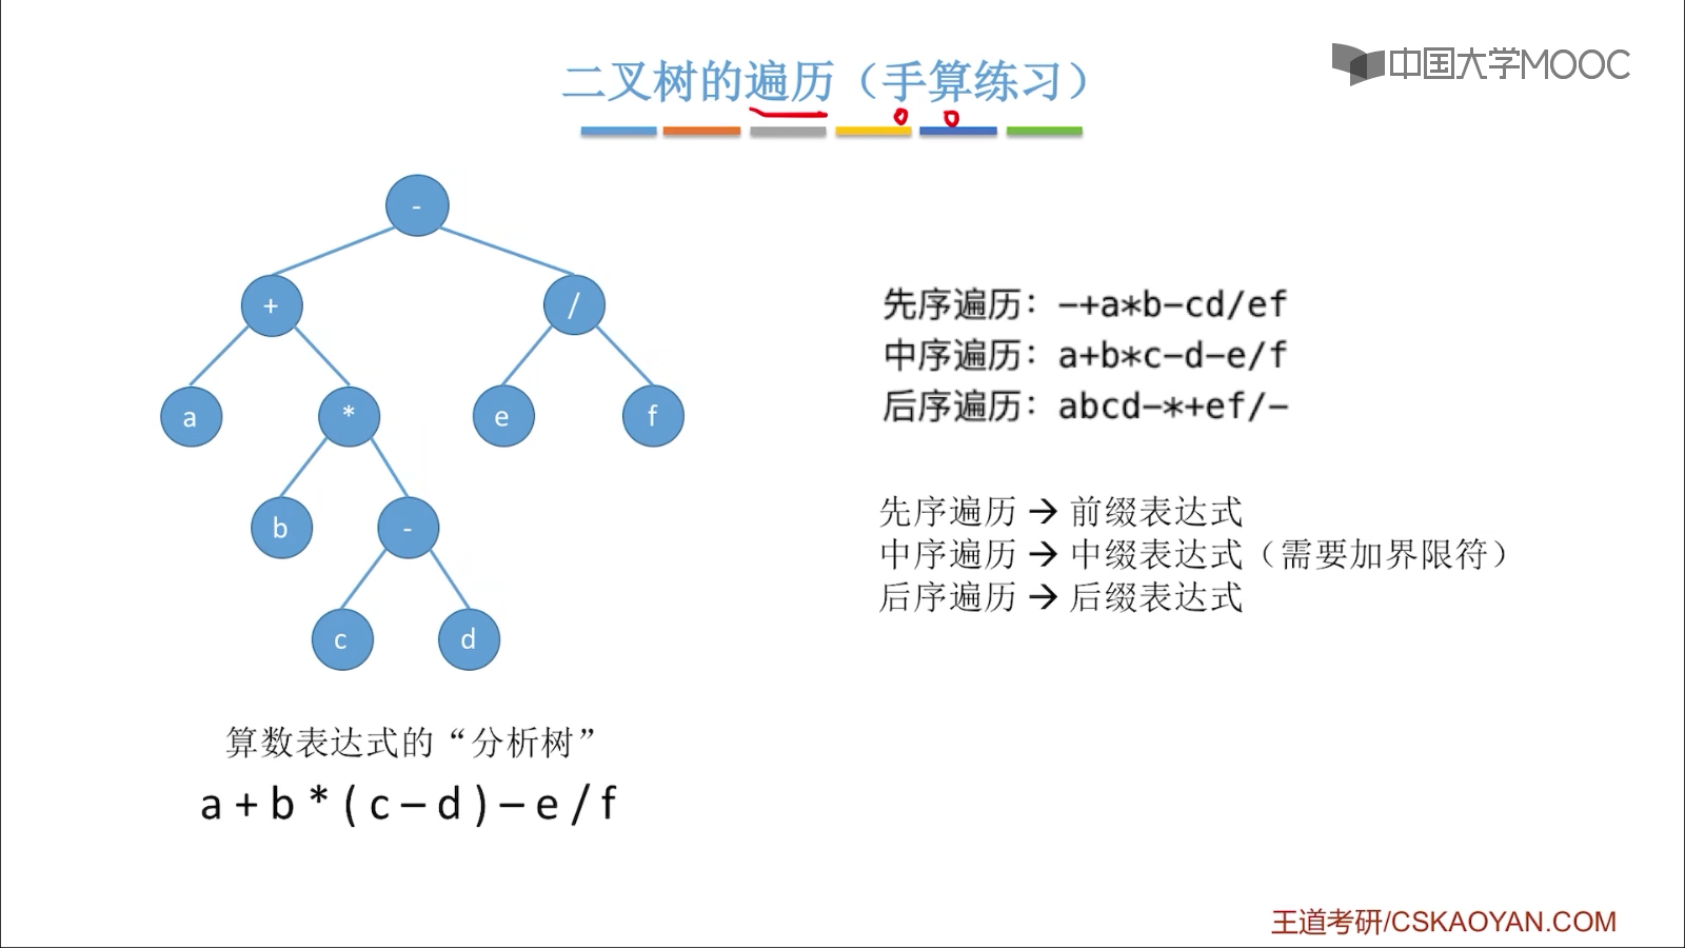 中国大学MOOC
二叉树的遍历（手算练习）
-
+
/
a
*
e
f
b
-
c
d
先序遍历：-+a*b-cd/ef
中序遍历：a+b*c-d-e/f
后序遍历：abcd-*+ef/-
先序遍历 → 前缀表达式
中序遍历 → 中缀表达式（需要加界限符）
后序遍历 → 后缀表达式
算数表达式的“分析树”
a + b * ( c – d ) – e / f
王道考研/CSKAOYAN.COM